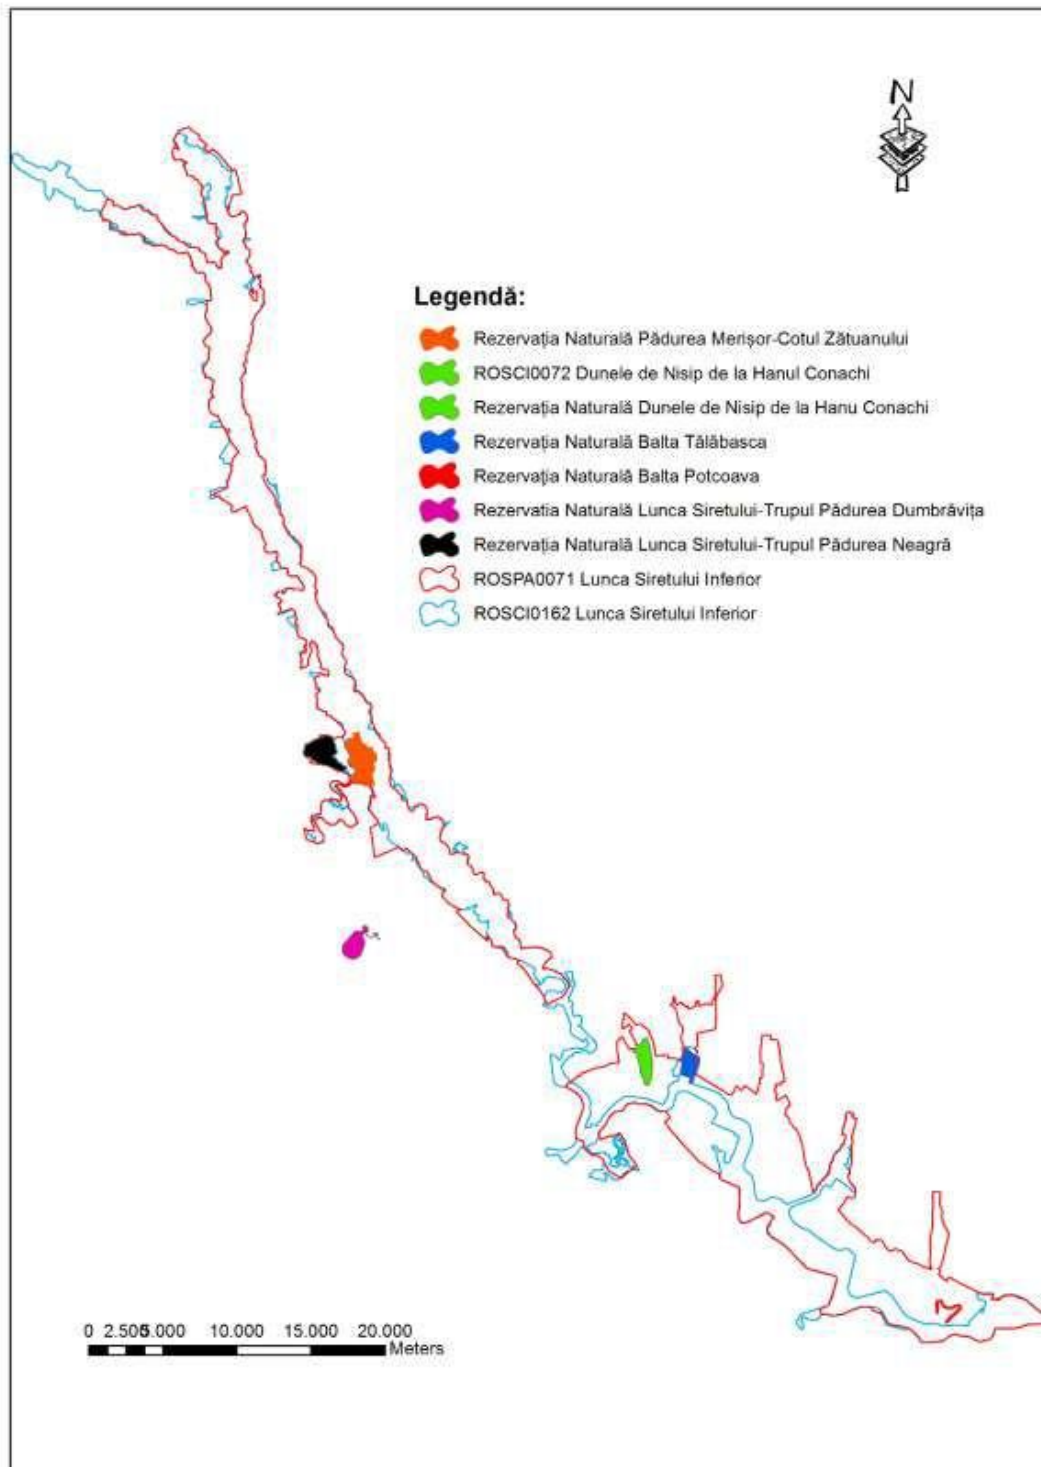 N
Legendă:
Rezervația Naturală Pădurea Merișor-Cotul Zătuanului
ROSCI0072 Dunele de Nisip de la Hanul Conachi
Rezervația Naturală Dunele de Nisip de la Hanu Conachi
Rezervația Naturală Balta Tălăbasca
Rezervația Naturală Balta Potcoava
Rezervatia Naturală Lunca Siretului-Trupul Pădurea Dumbrăvița
Rezervația Naturală Lunca Siretului-Trupul Pădurea Neagră
ROSPA0071 Lunca Siretului Inferior
ROSCI0162 Lunca Siretului Inferior
0 2.500 5.000 10.000 15.000 20.000
Meters